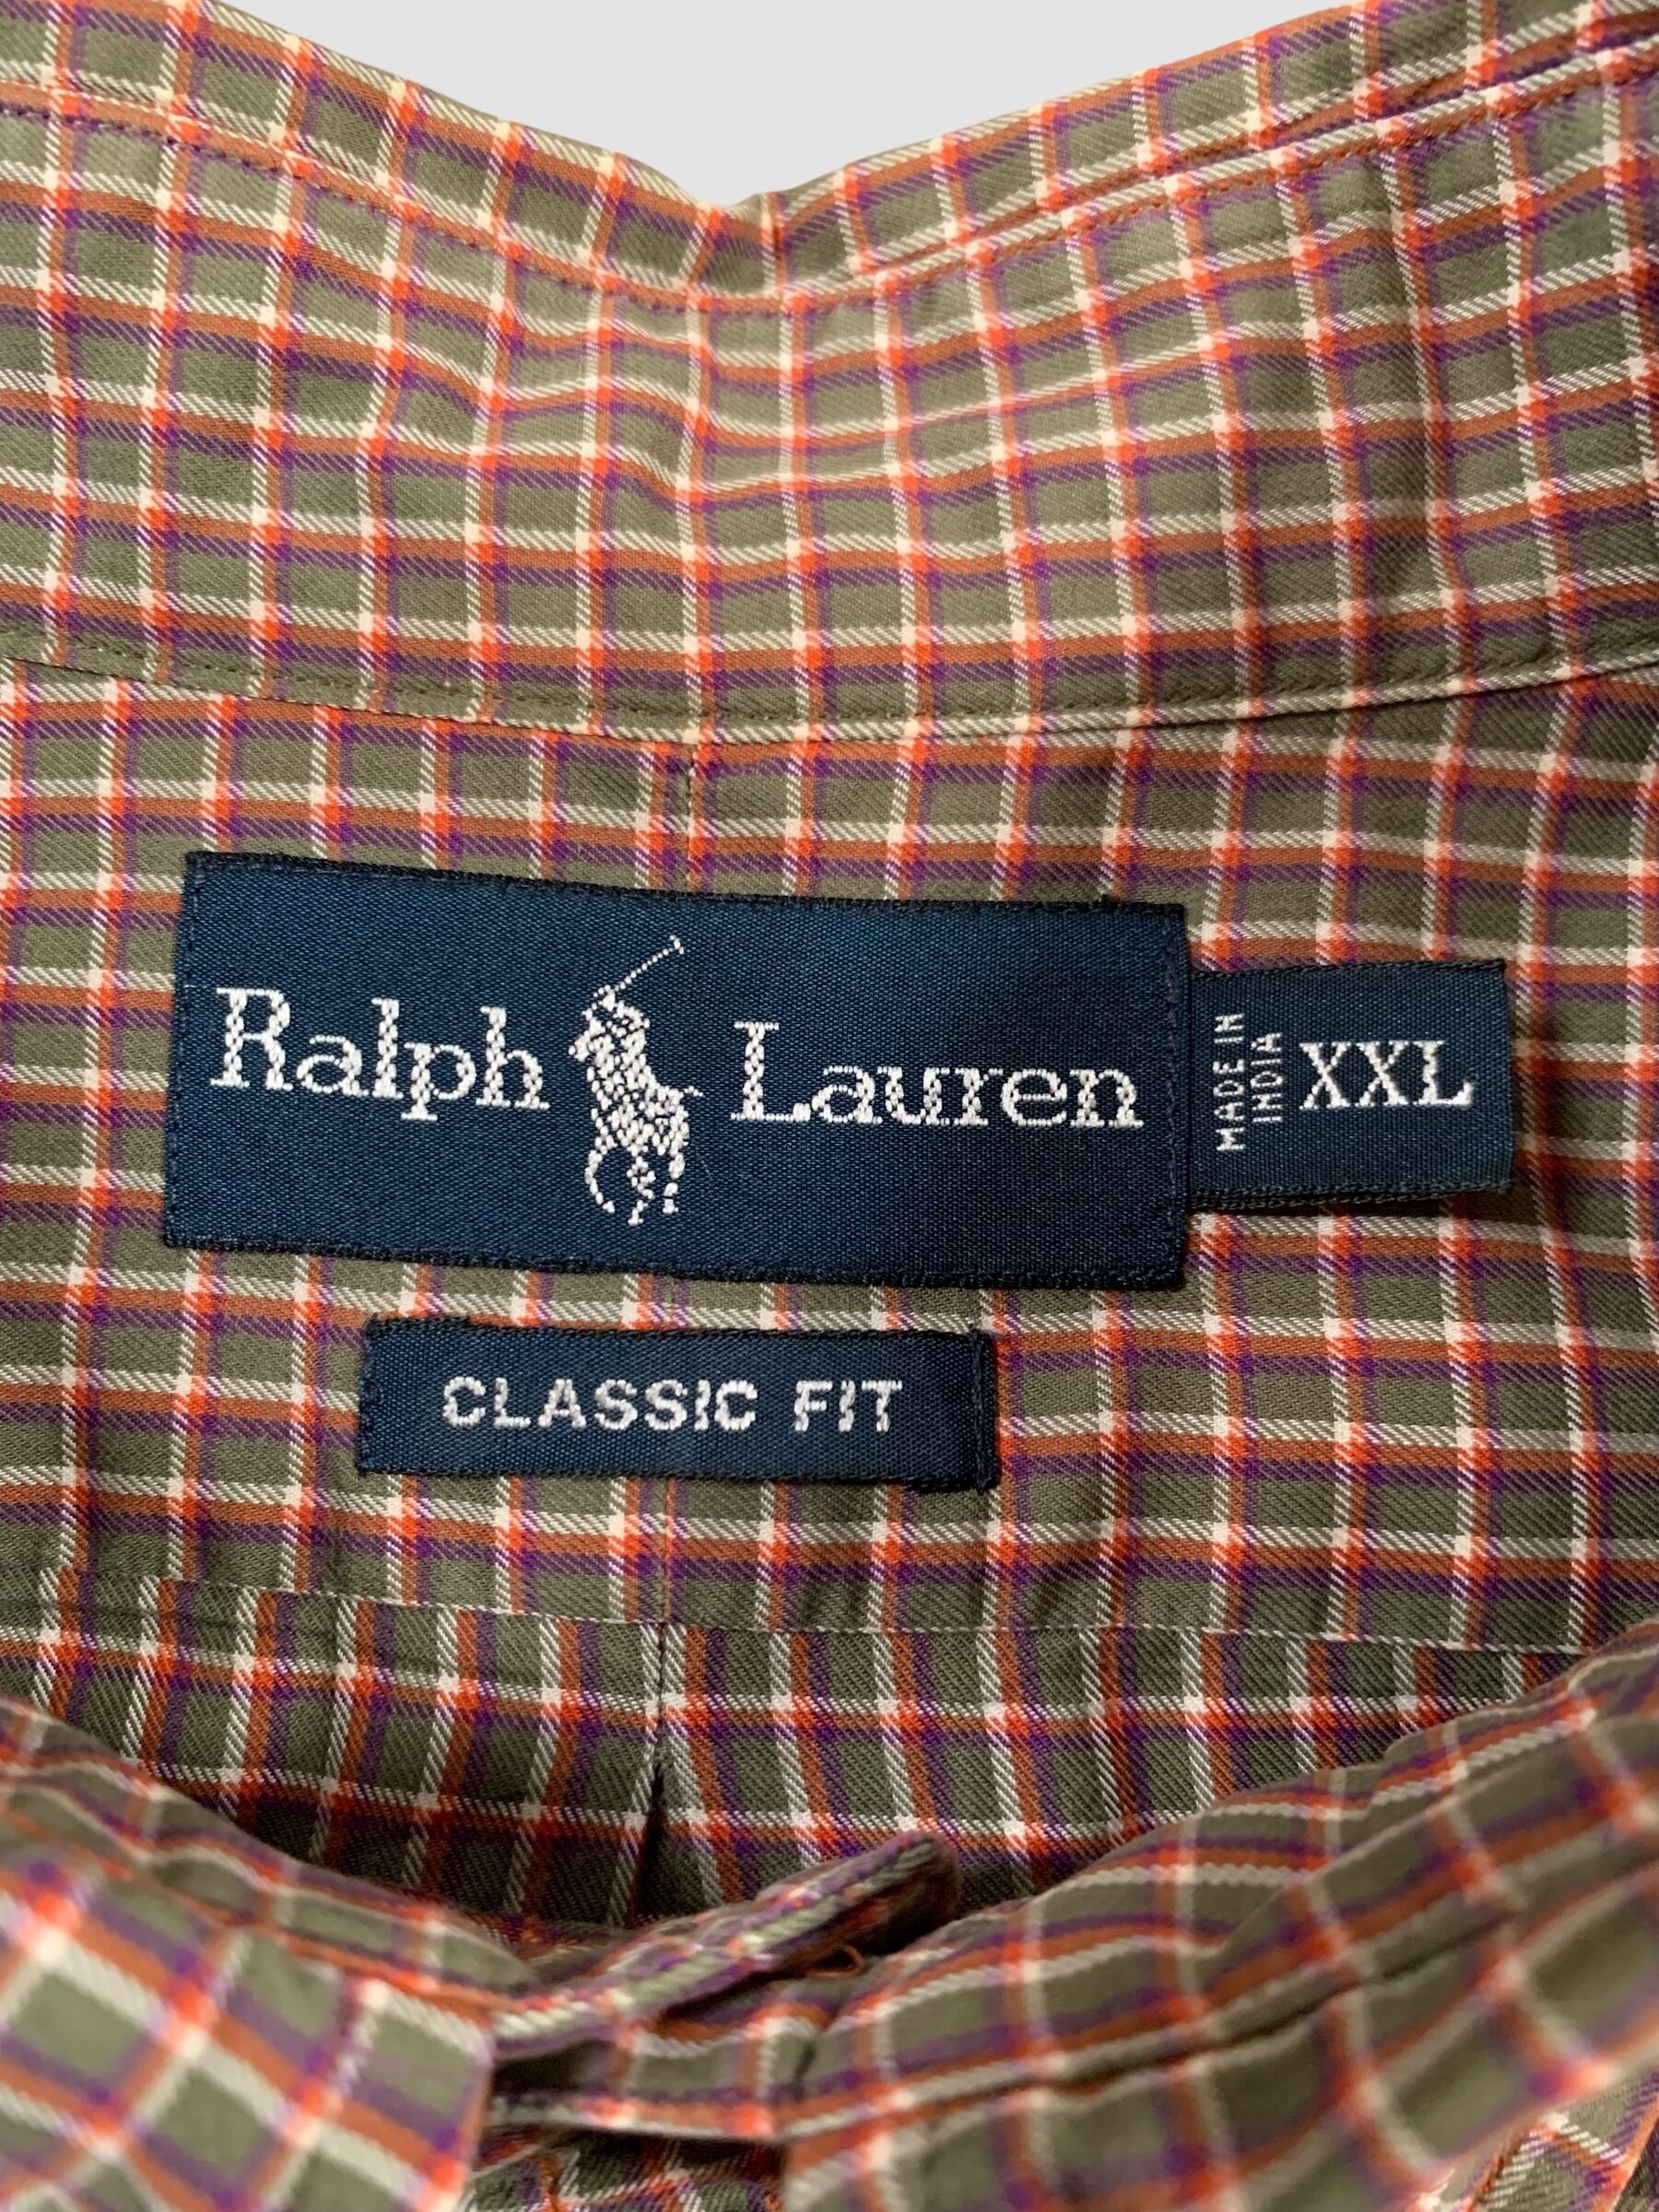 Ralph Lauren
MADE IN
INDIA
XXL
CLASSIC FIT